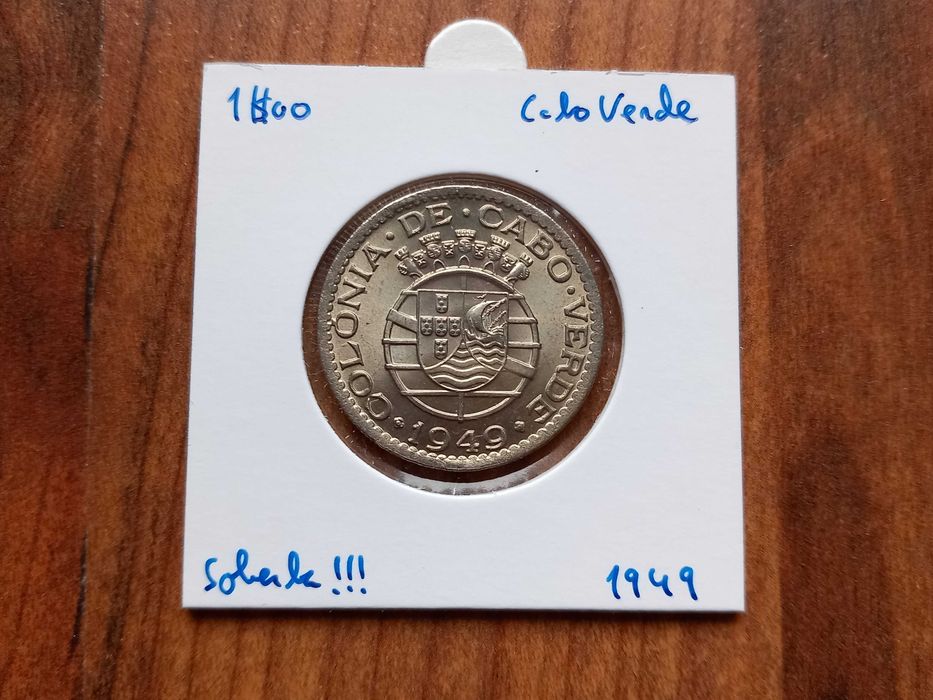 1$00
Cabo Verde
COLONIA · DE · CABO · VERDE
· 1949 ·
Soberba!!!
1949